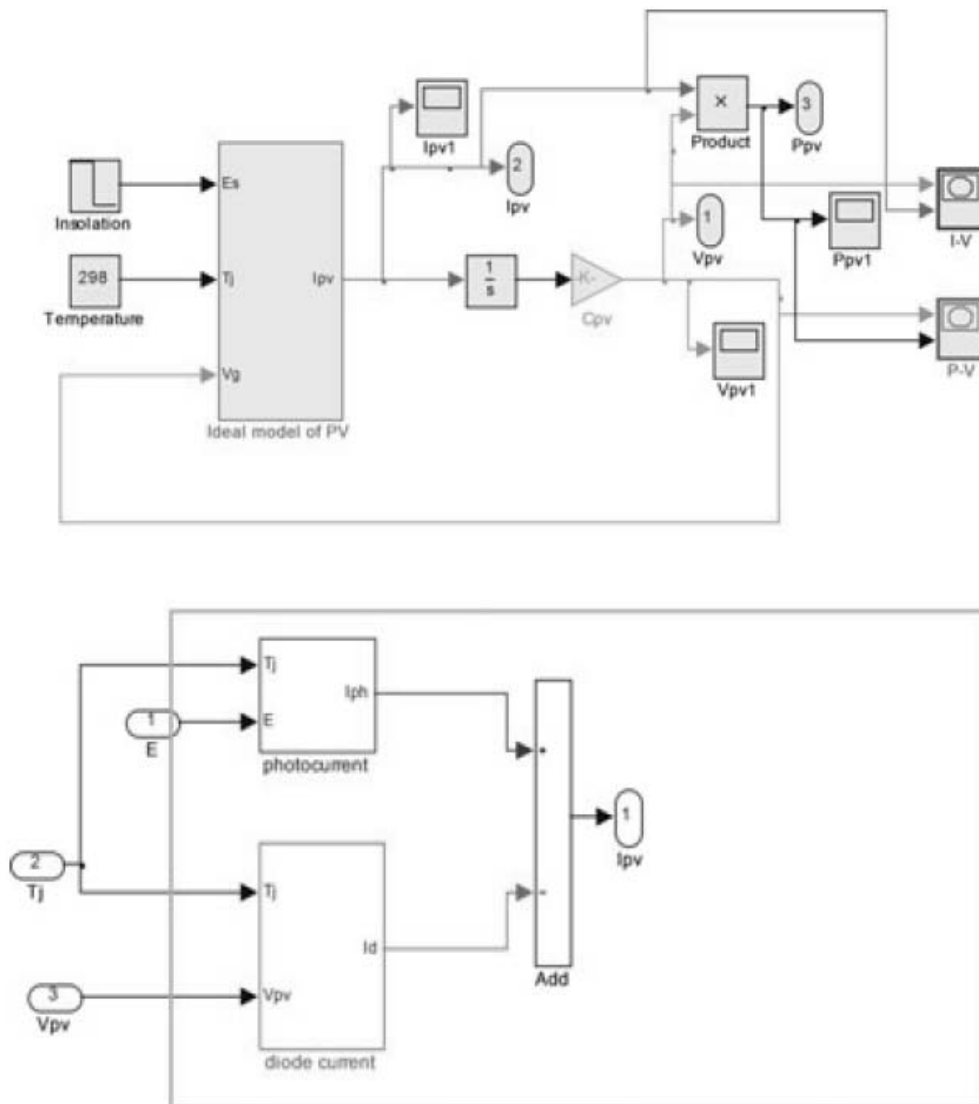 ×
3
Ipv1
Product
Ppv
2
Es
Ipv
1
Insolation
Vpv
Ppv1
I-V
298
Tj
Ipv
1
s
K-
Temperature
Cpv
Vg
Vpv1
P-V
Ideal model of PV
Tj
Iph
1
E
E
photocurrent
+
1
2
Ipv
Tj
Tj
-
Id
Add
3
Vpv
Vpv
diode current